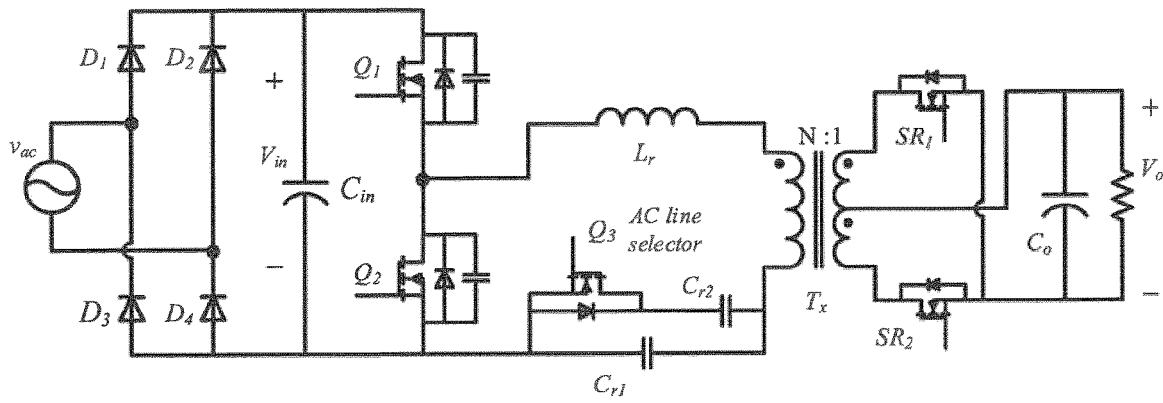 D1
D2
D3
D4
vac
+
Vin
−
Cin
Q1
Q2
Lr
Q3
AC line
selector
Cr2
Cr1
N :1
Tx
SR1
SR2
Co
+
Vo
−